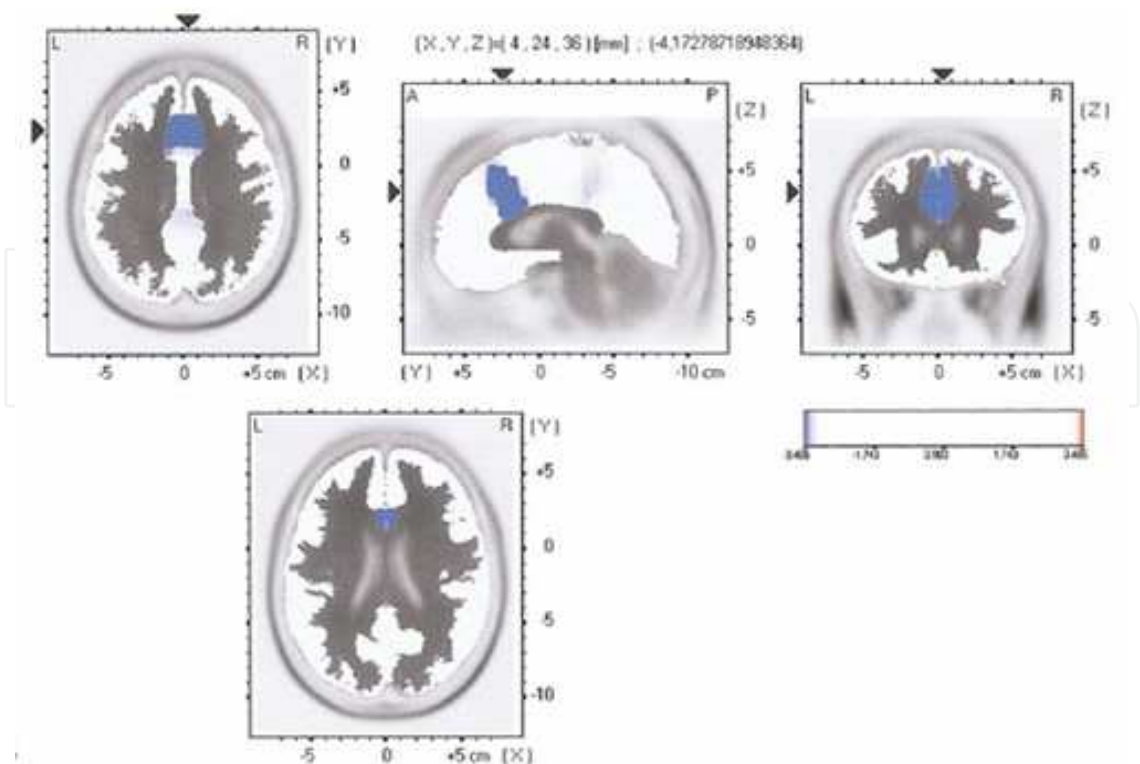 L R [Y]
(X, Y, Z)=( 4 , 24 , 36 ) [mm] ; (-4,17278718948364)
+5
0
-5
-10
-5 0 +5 cm [X]
A P [Z]
+5
0
-5
[Y] +5 0 -5 -10 cm
L R [Z]
+5
0
-5
-5 0 +5 cm [X]
L R [Y]
+5
0
-5
-10
-5 0 +5 cm [X]